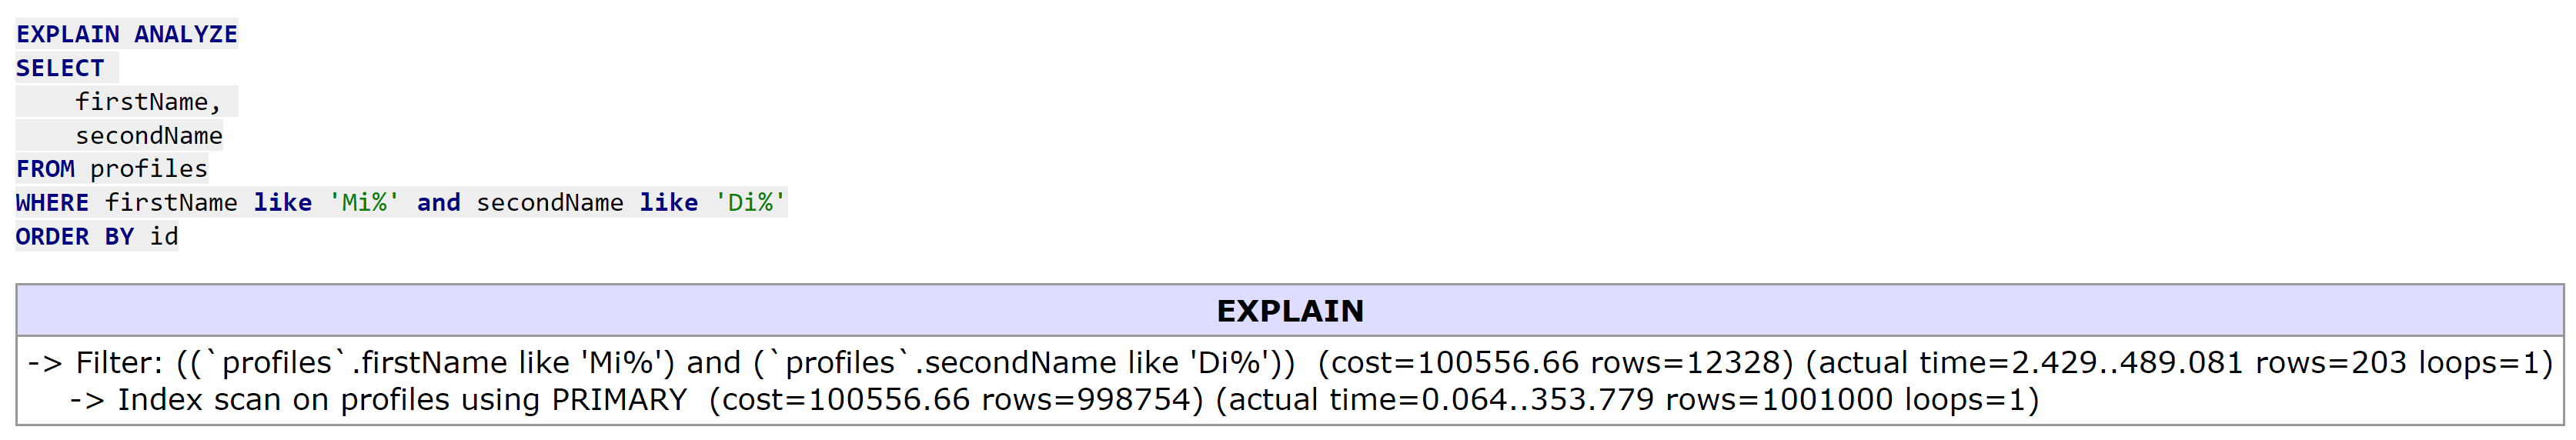 EXPLAIN ANALYZE
SELECT
    firstName,
    secondName
FROM profiles
WHERE firstName like 'Mi%' and secondName like 'Di%'
ORDER BY id
EXPLAIN
-> Filter: ((`profiles`.firstName like 'Mi%') and (`profiles`.secondName like 'Di%'))  (cost=100556.66 rows=12328) (actual time=2.429..489.081 rows=203 loops=1)
    -> Index scan on profiles using PRIMARY  (cost=100556.66 rows=998754) (actual time=0.064..353.779 rows=1001000 loops=1)